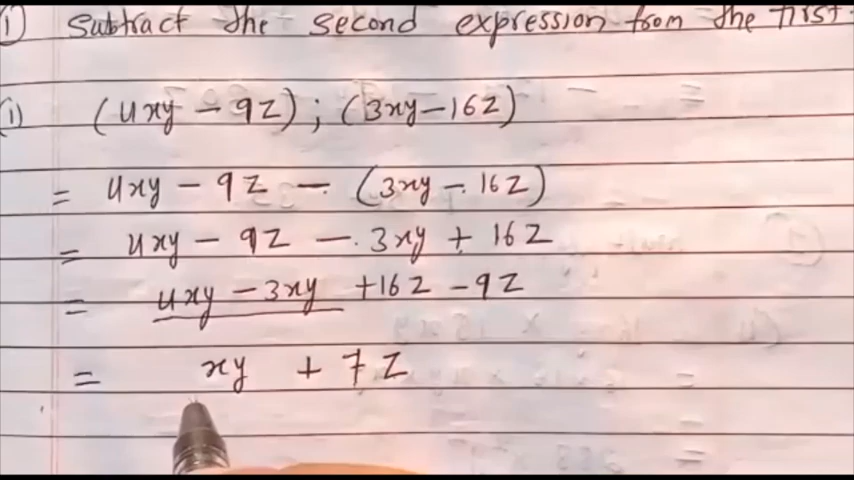 ① Subtract the second expression from the first.
(i) (4xy - 9z) ; (3xy - 16z)
= 4xy - 9z - (3xy - 16z)
= 4xy - 9z - 3xy + 16z
= 4xy - 3xy + 16z - 9z
= xy + 7z